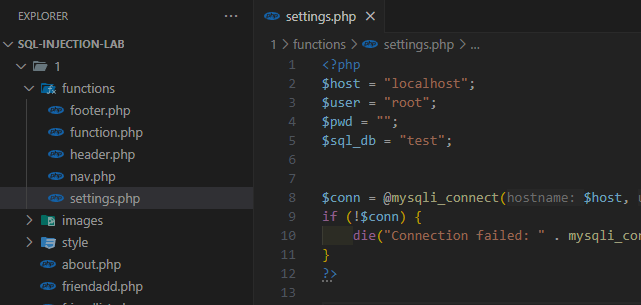 EXPLORER
SQL-INJECTION-LAB
1
functions
footer.php
function.php
header.php
nav.php
settings.php
images
style
about.php
friendadd.php
settings.php
1 > functions > settings.php > ...
1 <?php
2 $host = "localhost";
3 $user = "root";
4 $pwd = "";
5 $sql_db = "test";
6
7
8 $conn = @mysqli_connect(hostname: $host,
9 if (!$conn) {
10 die("Connection failed: " . mysqli_con
11 }
12 ?>
13